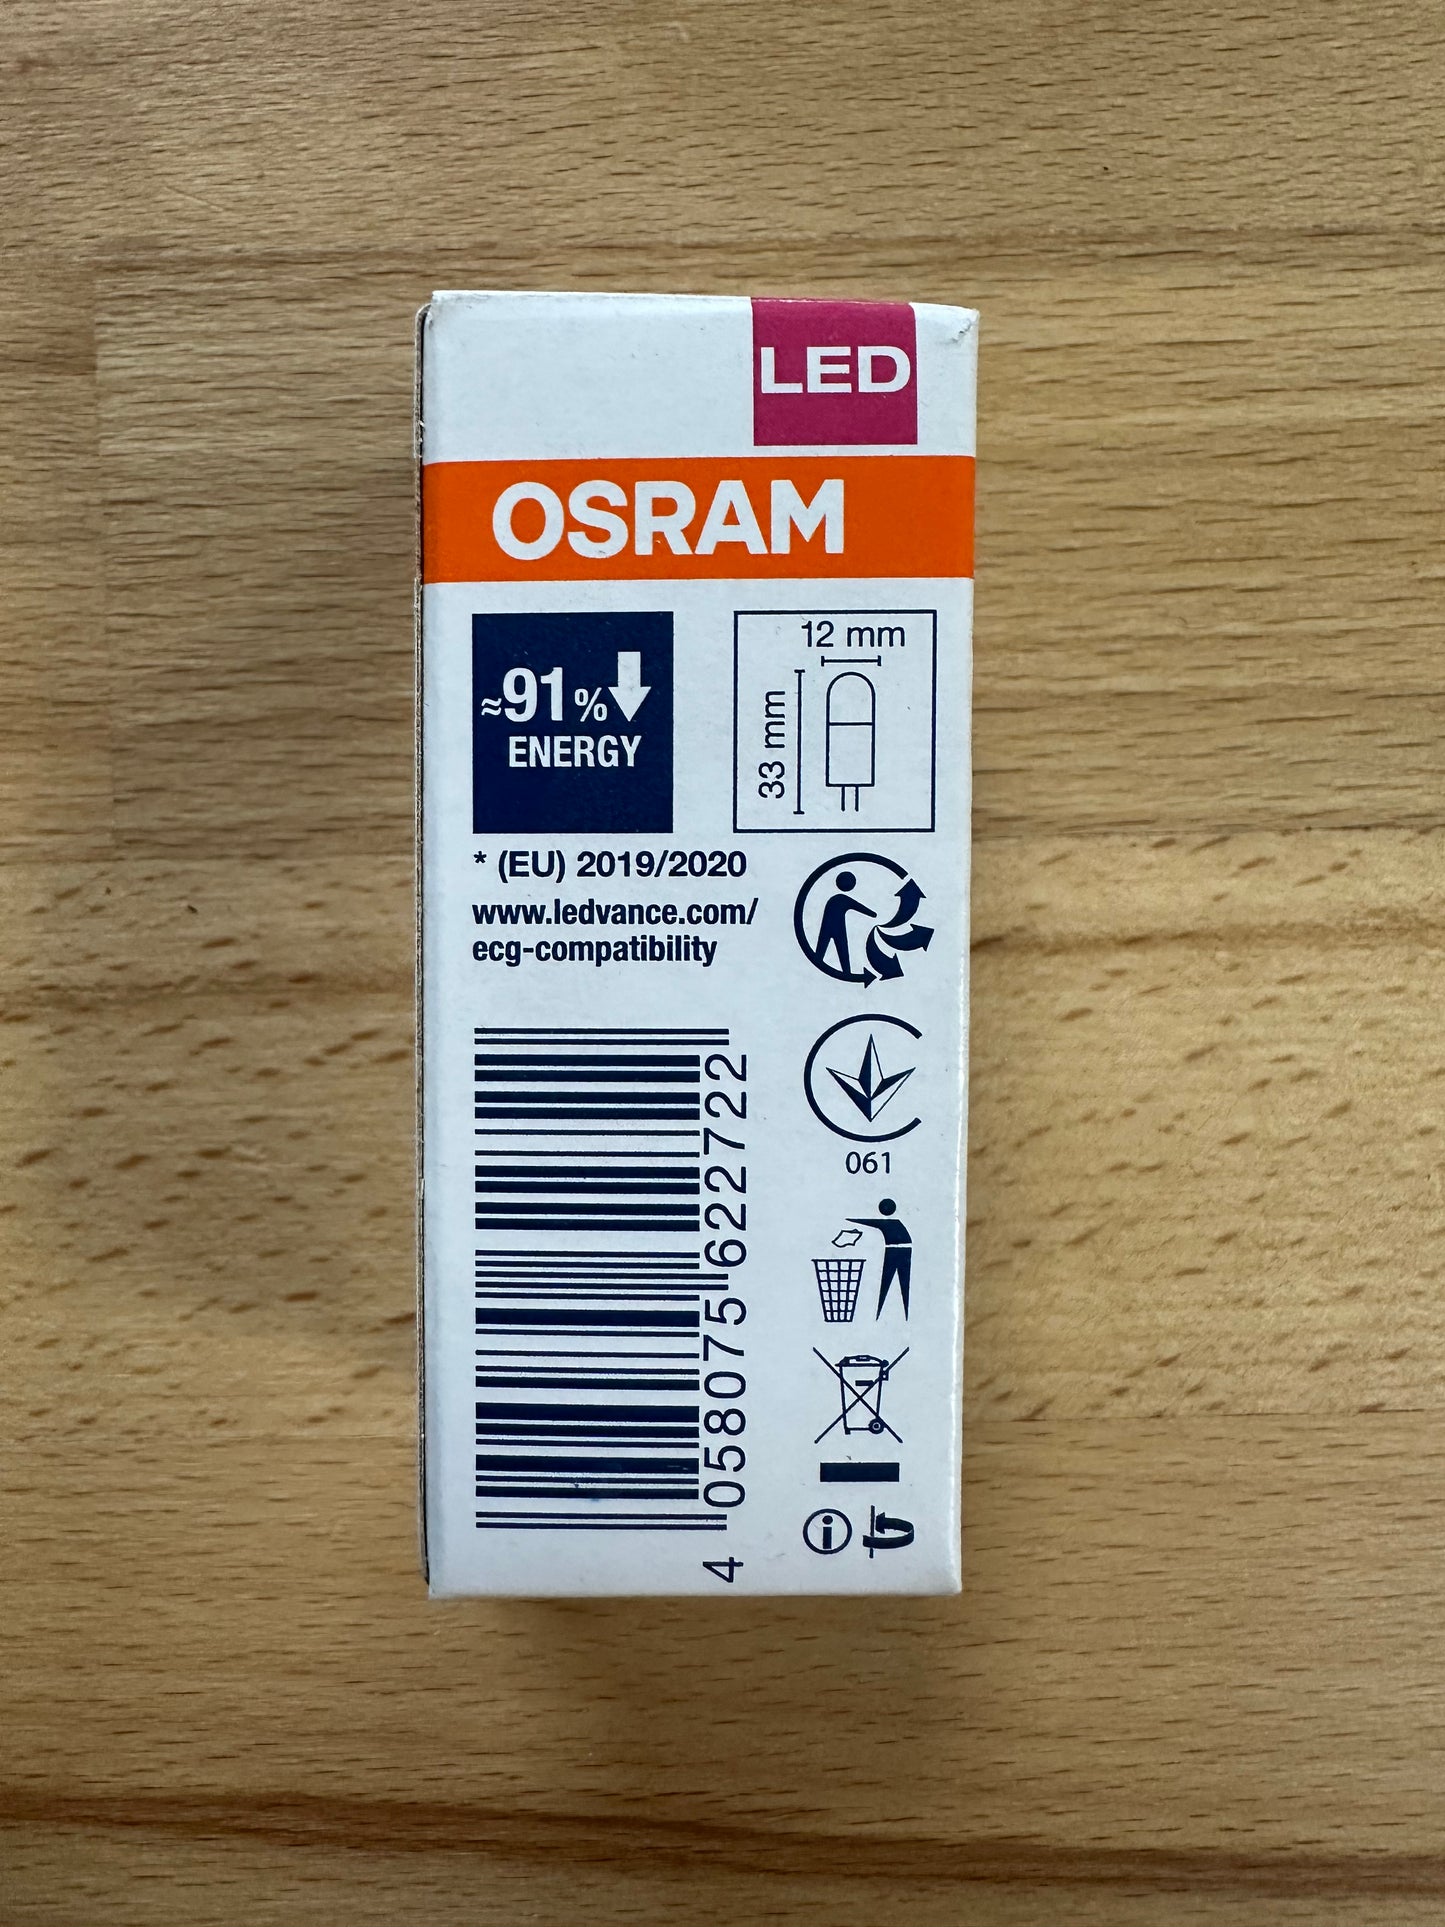 LED
OSRAM
≈91%
ENERGY
12 mm
33 mm
* (EU) 2019/2020
www.ledvance.com/
ecg-compatibility
061
4 058075 622722